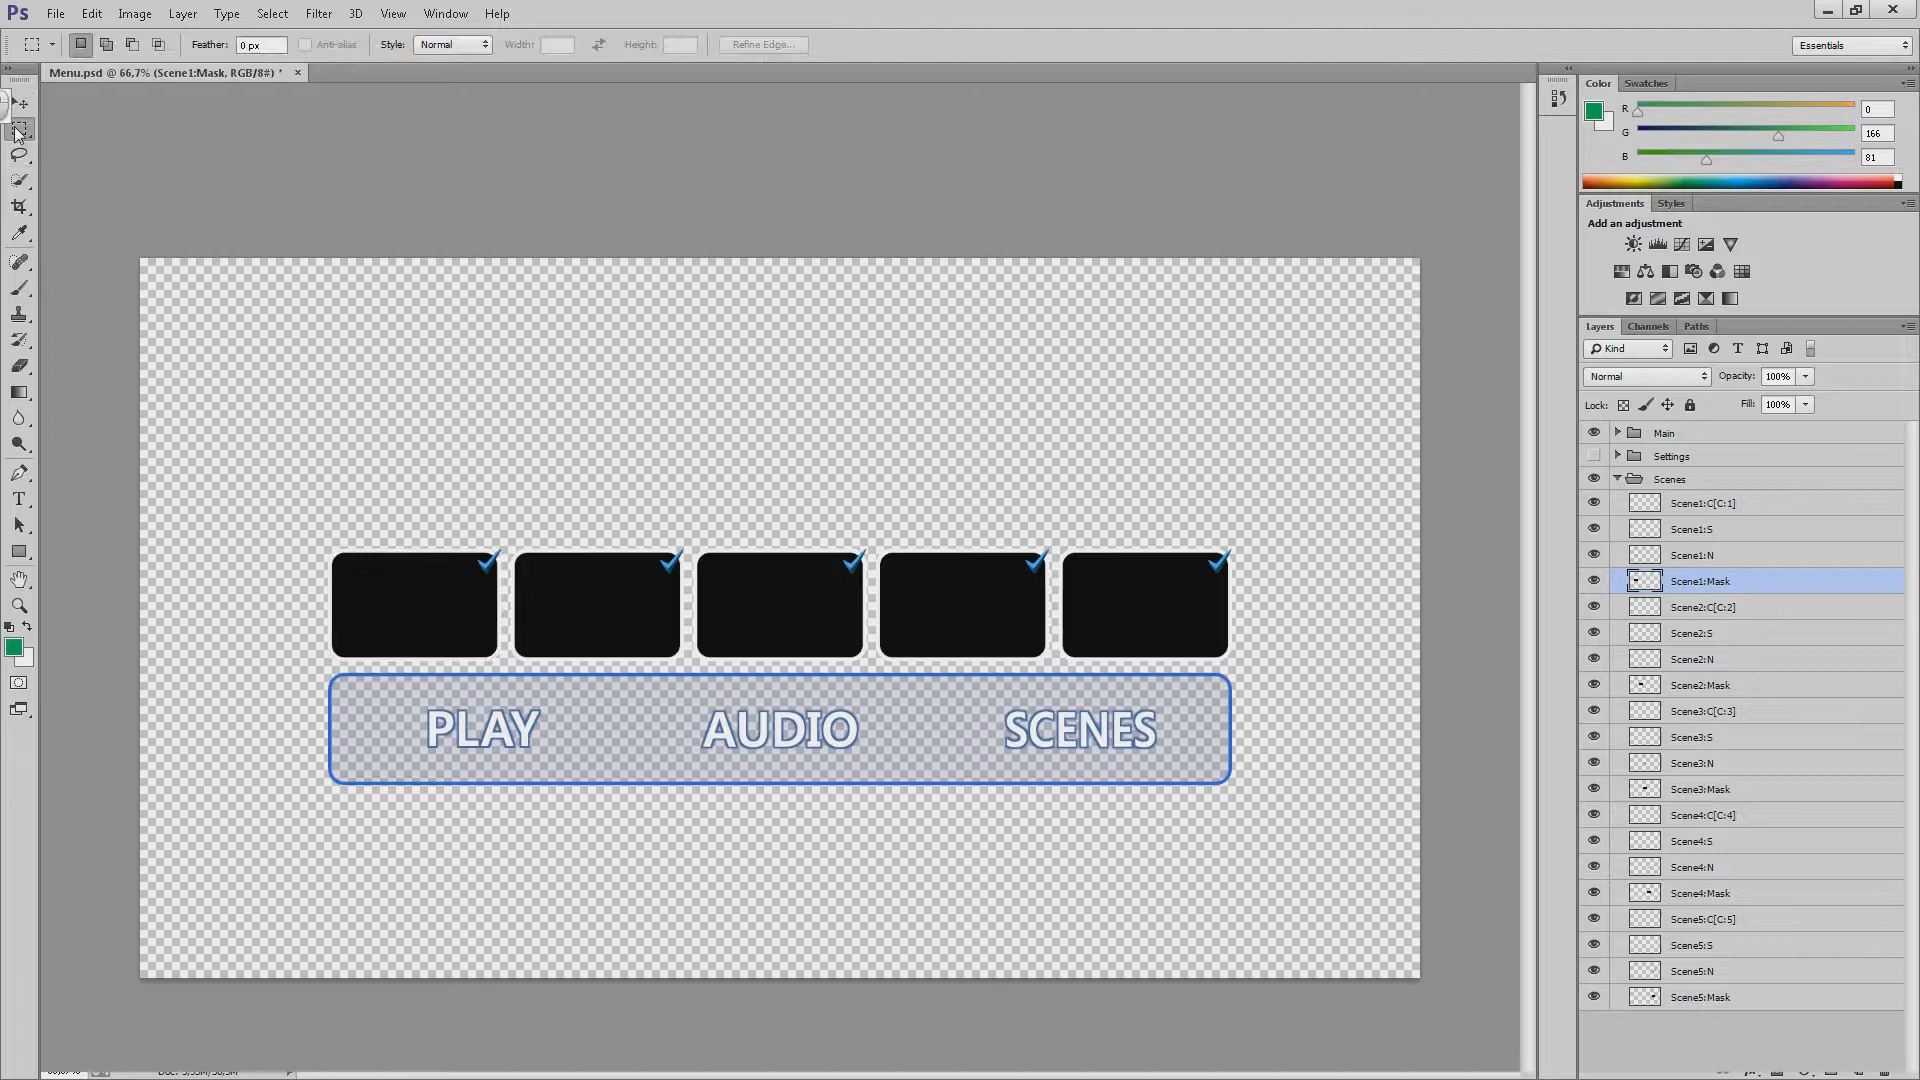 Ps File Edit Image Layer Type Select Filter 3D View Window Help
Feather: 0 px Anti-alias Style: Normal Width: Height: Refine Edge... Essentials
Menu.psd @ 66,7% (Scene1:Mask, RGB/8#) *
Color Swatches
R 0
G 166
B 81
Adjustments Styles
Add an adjustment
Layers Channels Paths
Kind
Normal Opacity: 100%
Lock: Fill: 100%
Main
Settings
Scenes
Scene1:C[C:1]
Scene1:S
Scene1:N
Scene1:Mask
Scene2:C[C:2]
Scene2:S
Scene2:N
Scene2:Mask
Scene3:C[C:3]
Scene3:S
Scene3:N
Scene3:Mask
Scene4:C[C:4]
Scene4:S
Scene4:N
Scene4:Mask
Scene5:C[C:5]
Scene5:S
Scene5:N
Scene5:Mask
PLAY AUDIO SCENES